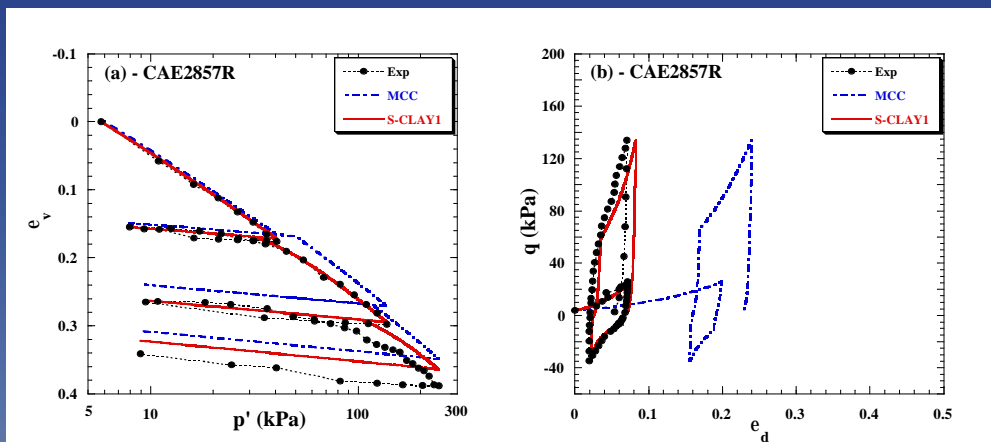 (a) - CAE2857R
Exp
MCC
S-CLAY1
-0.1
0
0.1
0.2
0.3
0.4
e_v
5
10
100
300
p' (kPa)
(b) - CAE2857R
Exp
MCC
S-CLAY1
200
160
120
80
40
0
-40
q (kPa)
0
0.1
0.2
0.3
0.4
0.5
e_d